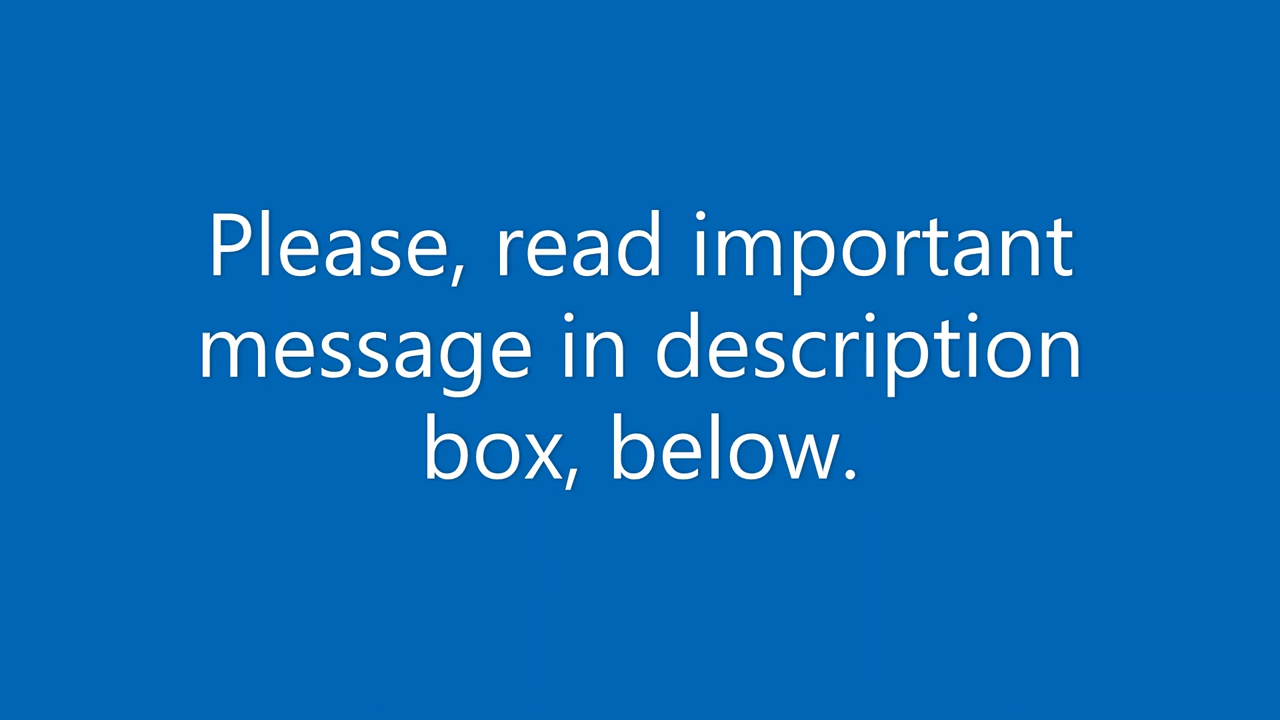 Please, read important
message in description
box, below.